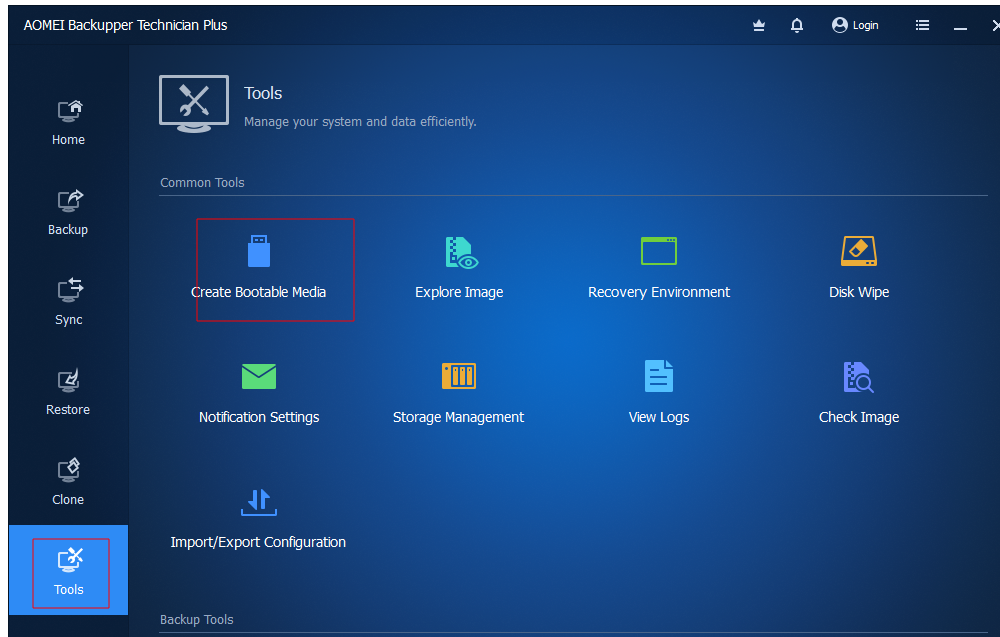 AOMEI Backupper Technician Plus
Login
Home
Backup
Sync
Restore
Clone
Tools
Tools
Manage your system and data efficiently.
Common Tools
Create Bootable Media
Explore Image
Recovery Environment
Disk Wipe
Notification Settings
Storage Management
View Logs
Check Image
Import/Export Configuration
Backup Tools